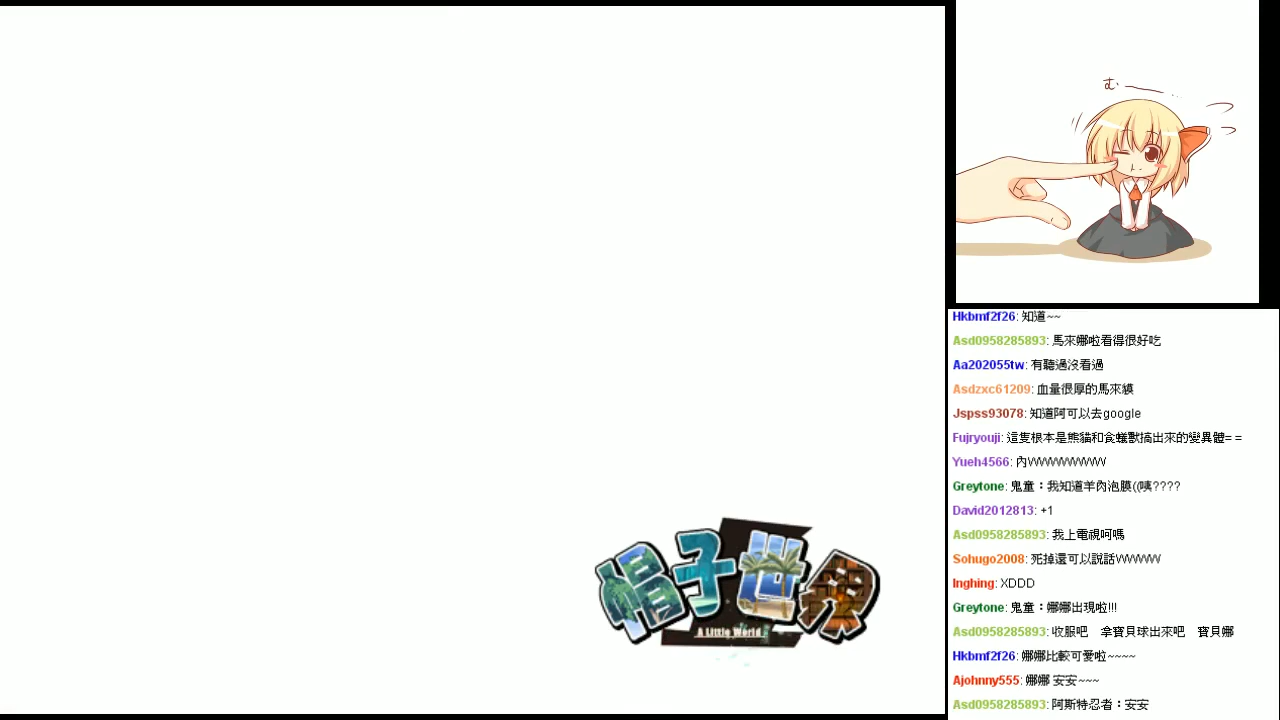 む
Hkbmf2f26: 知道~~
Asd0958285893: 馬來娜啦看得很好吃
Aa202055tw: 有聽過沒看過
Asdzxc61209: 血量很厚的馬來貘
Jspss93078: 知道阿可以去google
Fujryouji: 這隻根本是熊貓和食蟻獸搞出來的變異體= =
Yueh4566: 內WWWWWWWWW
Greytone: 鬼童：我知道羊肉泡膜((咦????
David2012813: +1
Asd0958285893: 我上電視呵嗎
Sohugo2008: 死掉還可以說話WWWWW
Inghing: XDDD
Greytone: 鬼童：娜娜出現啦!!!
Asd0958285893: 收服吧 拿寶貝球出來吧 寶貝娜
Hkbmf2f26: 娜娜比較可愛啦~~~~
Ajohnny555: 娜娜 安安~~~
Asd0958285893: 阿斯特忍者：安安
帽子世界
A Little World